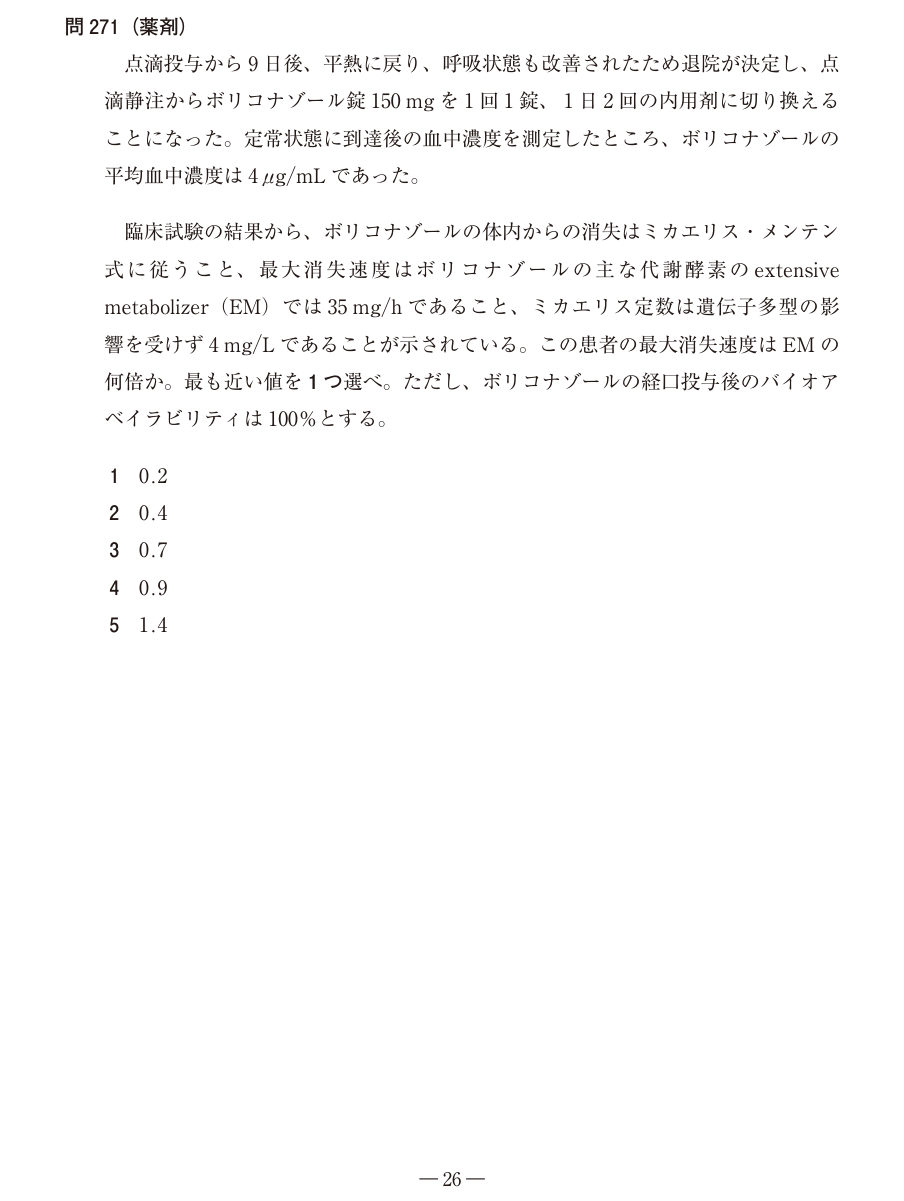 問 271（薬剤）
点滴投与から 9 日後、平熱に戻り、呼吸状態も改善されたため退院が決定し、点
滴静注からボリコナゾール錠 150 mg を 1 回 1 錠、 1 日 2 回の内用剤に切り換える
ことになった。定常状態に到達後の血中濃度を測定したところ、ボリコナゾールの
平均血中濃度は 4 μg/mL であった。
臨床試験の結果から、ボリコナゾールの体内からの消失はミカエリス・メンテン
式に従うこと、最大消失速度はボリコナゾールの主な代謝酵素の extensive
metabolizer（EM）では 35 mg/h であること、ミカエリス定数は遺伝子多型の影
響を受けず 4 mg/L であることが示されている。この患者の最大消失速度は EM の
何倍か。最も近い値を 1 つ選べ。ただし、ボリコナゾールの経口投与後のバイオア
ベイラビリティは 100％とする。
1 0.2
2 0.4
3 0.7
4 0.9
5 1.4
― 26 ―